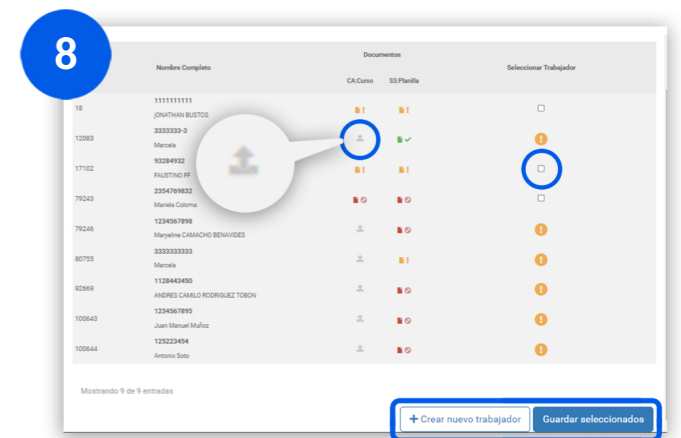 8
Documentos
Nombre Completo
Seleccionar Trabajador
CA:Curso SS:Planilla
1111111111
18
JONATHAN BUSTOS
3333333-3
12083
Marcela
93284932
17102
FAUSTINO FF
2354769832
79243
Mariela Coloma
1234567898
79246
Maryeline CAMACHO BENAVIDES
3333333333
80755
Marcela
1128443450
92669
ANDRES CAMILO RODRIGUEZ TOBON
1234567895
100643
Juan Manuel Muñoz
125223454
100644
Antonio Soto
Mostrando 9 de 9 entradas
+ Crear nuevo trabajador Guardar seleccionados